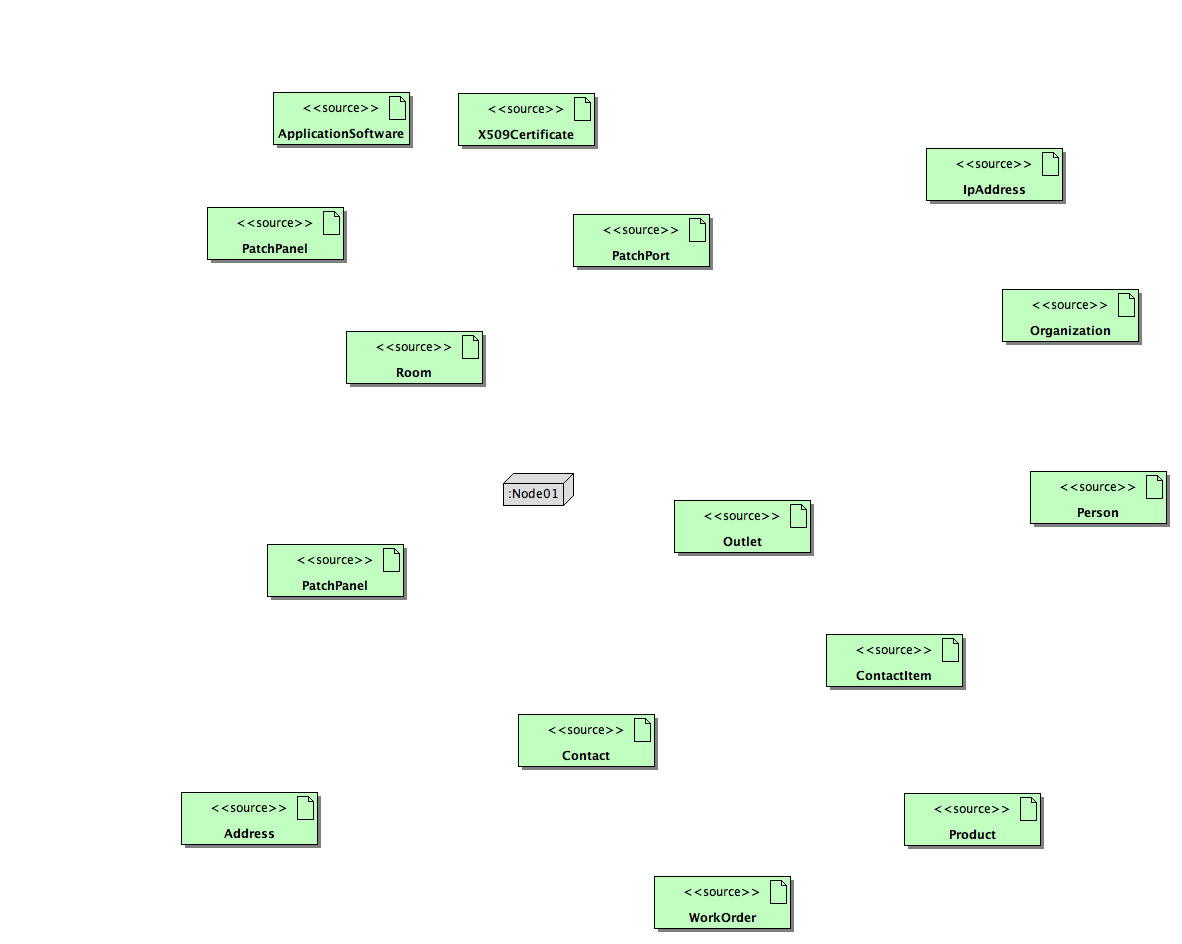 <<source>>
ApplicationSoftware
<<source>>
X509Certificate
<<source>>
IpAddress
<<source>>
PatchPanel
<<source>>
PatchPort
<<source>>
Organization
<<source>>
Room
:Node01
<<source>>
Person
<<source>>
Outlet
<<source>>
PatchPanel
<<source>>
ContactItem
<<source>>
Contact
<<source>>
Address
<<source>>
Product
<<source>>
WorkOrder